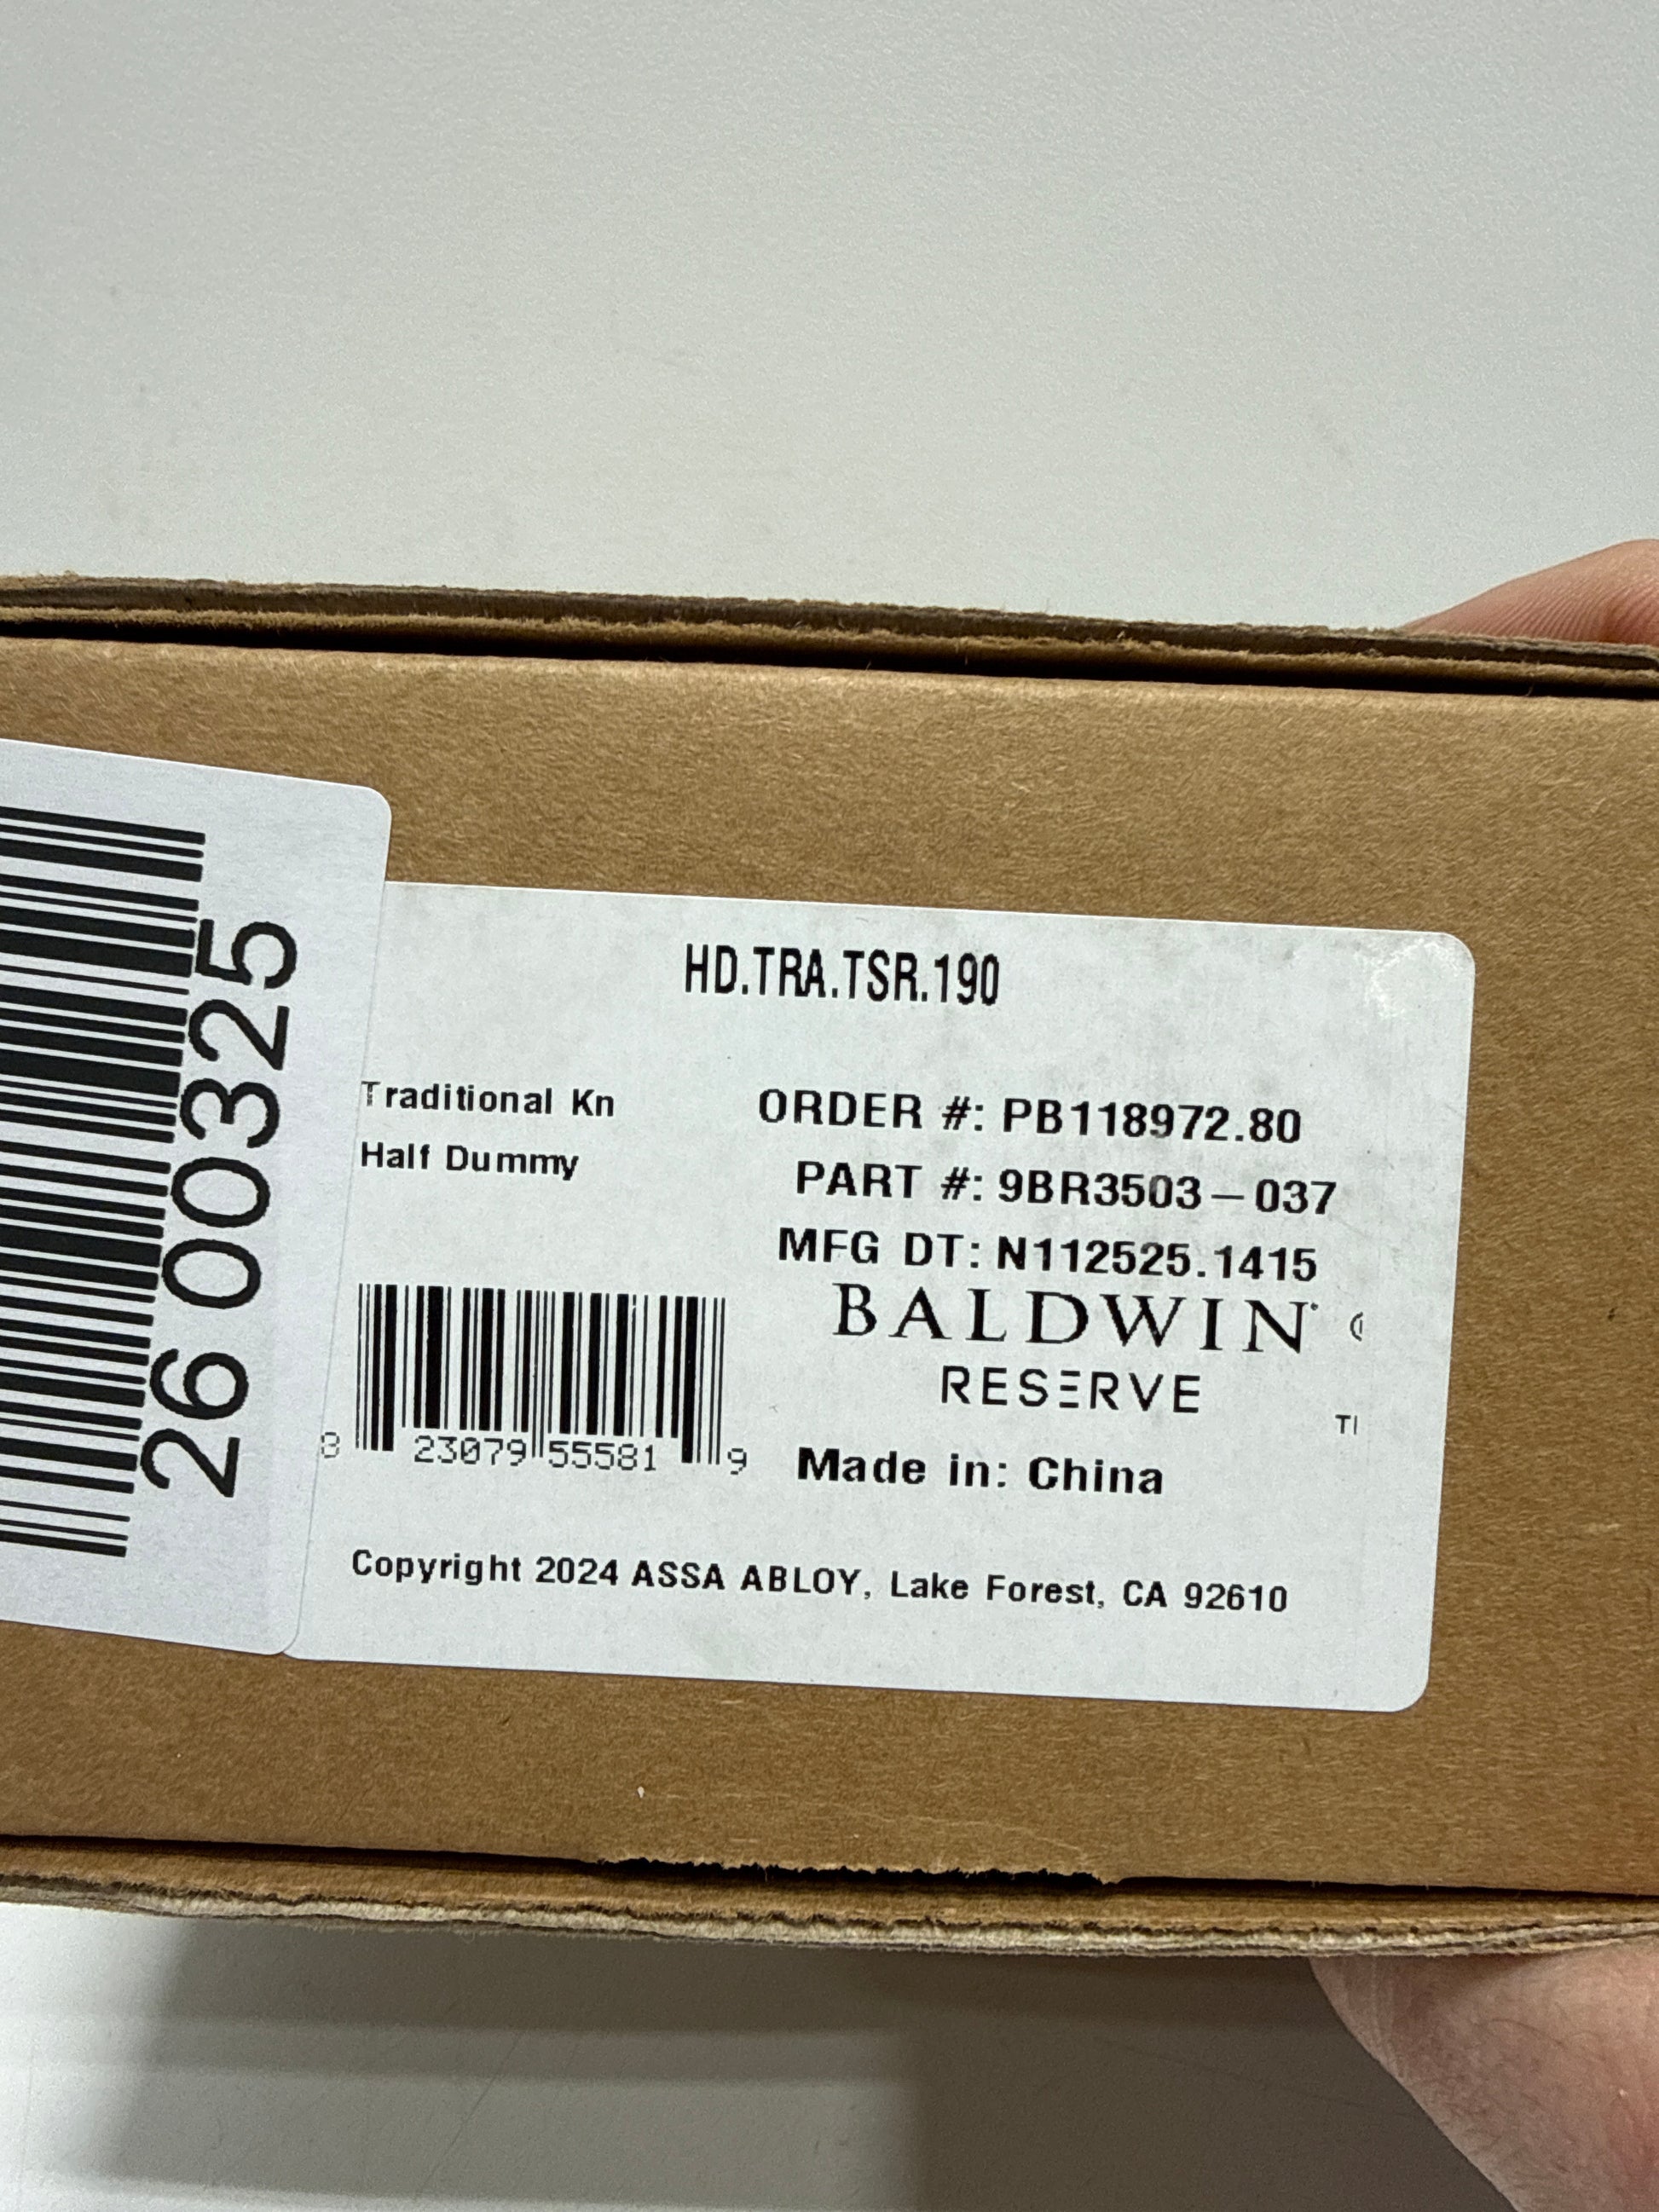 26 00325
HD.TRA.TSR.190
Traditional Kn
Half Dummy
ORDER #: PB118972.80
PART #: 9BR3503-037
MFG DT: N112525.1415
BALDWIN
RESERVE
8 23079 55581 9
Made in: China
Copyright 2024 ASSA ABLOY, Lake Forest, CA 92610